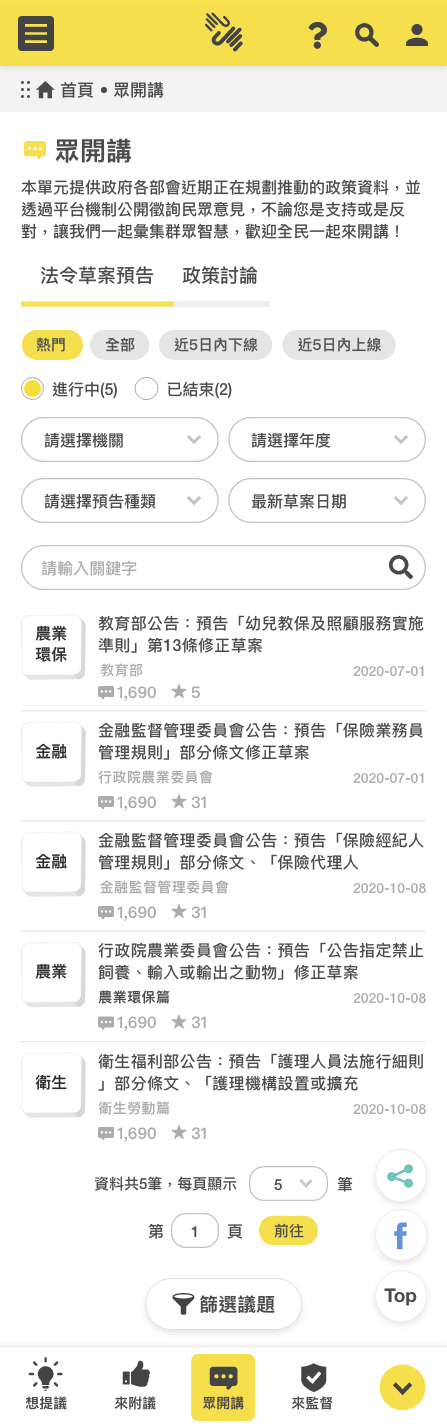 首頁 • 眾開講
眾開講
本單元提供政府各部會近期正在規劃推動的政策資料，並
透過平台機制公開徵詢民眾意見，不論您是支持或是反
對，讓我們一起彙集群眾智慧，歡迎全民一起來開講！
法令草案預告 政策討論
熱門 全部 近5日內下線 近5日內上線
進行中(5) 已結束(2)
請選擇機關 請選擇年度
請選擇預告種類 最新草案日期
請輸入關鍵字
農業
環保
教育部公告：預告「幼兒教保及照顧服務實施
準則」第13條修正草案
教育部 2020-07-01
1,690 5
金融
金融監督管理委員會公告：預告「保險業務員
管理規則」部分條文修正草案
行政院農業委員會 2020-07-01
1,690 31
金融
金融監督管理委員會公告：預告「保險經紀人
管理規則」部分條文、「保險代理人
金融監督管理委員會 2020-10-08
1,690 31
農業
行政院農業委員會公告：預告「公告指定禁止
飼養、輸入或輸出之動物」修正草案
農業環保篇 2020-10-08
1,690 31
衛生
衛生福利部公告：預告「護理人員法施行細則
」部分條文、「護理機構設置或擴充
衛生勞動篇 2020-10-08
1,690 31
資料共5筆，每頁顯示 5 筆
第 1 頁 前往
Top
篩選議題
想提議 來附議 眾開講 來監督